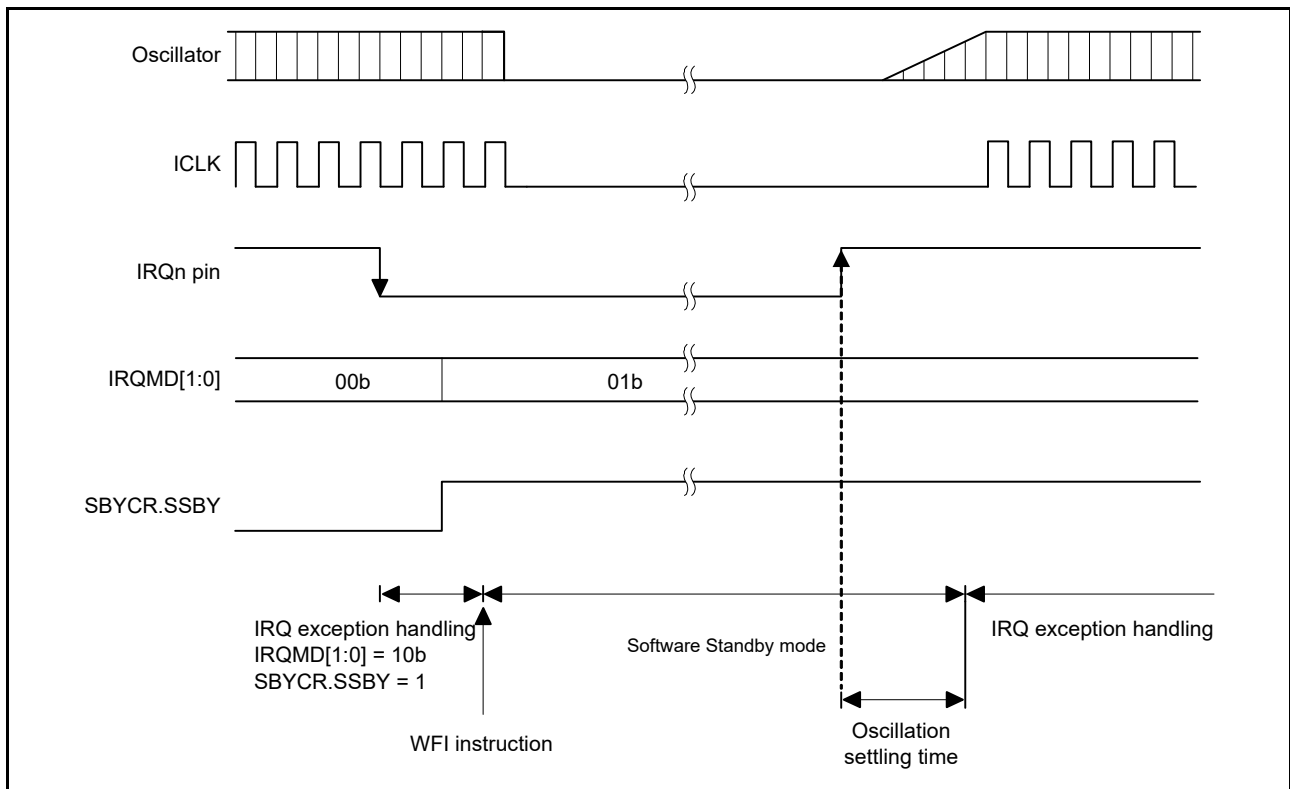 Oscillator
ICLK
IRQn pin
IRQMD[1:0]
00b
01b
SBYCR.SSBY
IRQ exception handling
IRQMD[1:0] = 10b
SBYCR.SSBY = 1
WFI instruction
Software Standby mode
Oscillation
settling time
IRQ exception handling